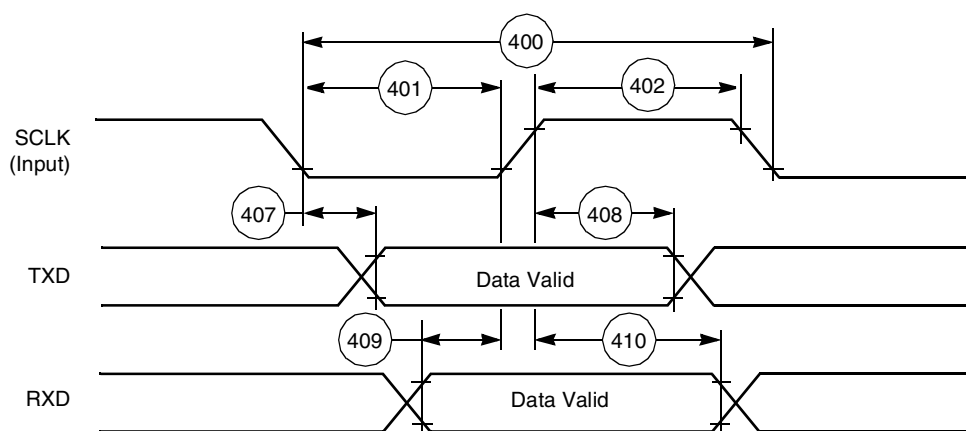 400
401
402
SCLK
(Input)
407
408
TXD
Data Valid
409
410
RXD
Data Valid